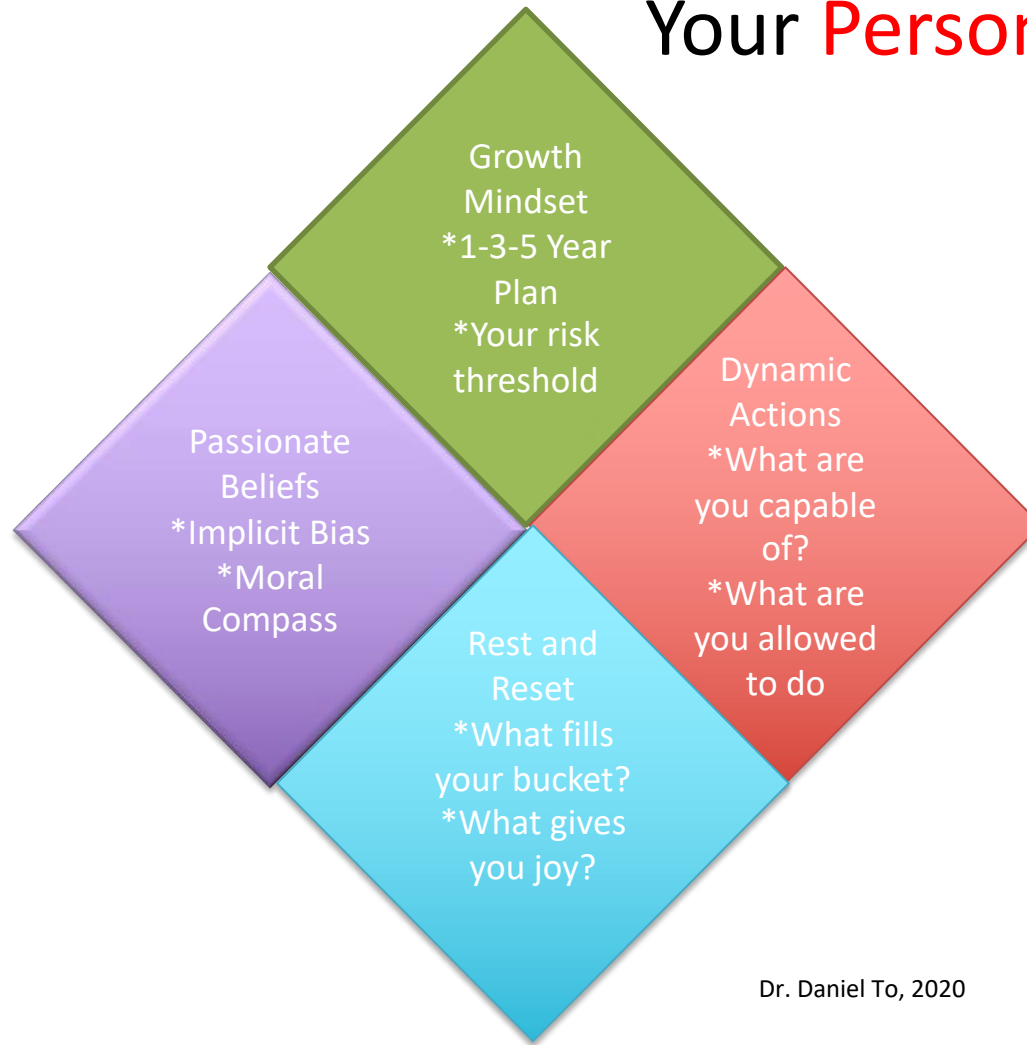 Your Person
Growth
Mindset
*1-3-5 Year
Plan
*Your risk
threshold
Passionate
Beliefs
*Implicit Bias
*Moral
Compass
Dynamic
Actions
*What are
you capable
of?
*What are
you allowed
to do
Rest and
Reset
*What fills
your bucket?
*What gives
you joy?
Dr. Daniel To, 2020